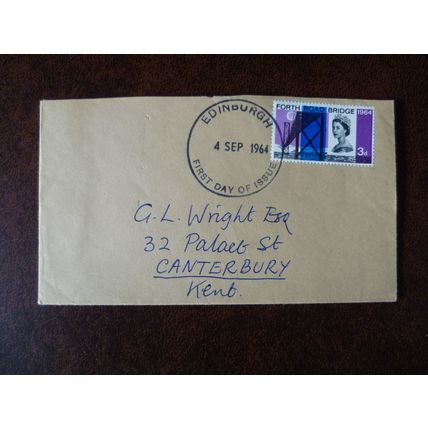 FORTH ROAD BRIDGE 1964
3d
EDINBURGH
4 SEP 1964
FIRST DAY OF ISSUE
G. L. Wright Esq
32 Palace St
CANTERBURY
Kent.